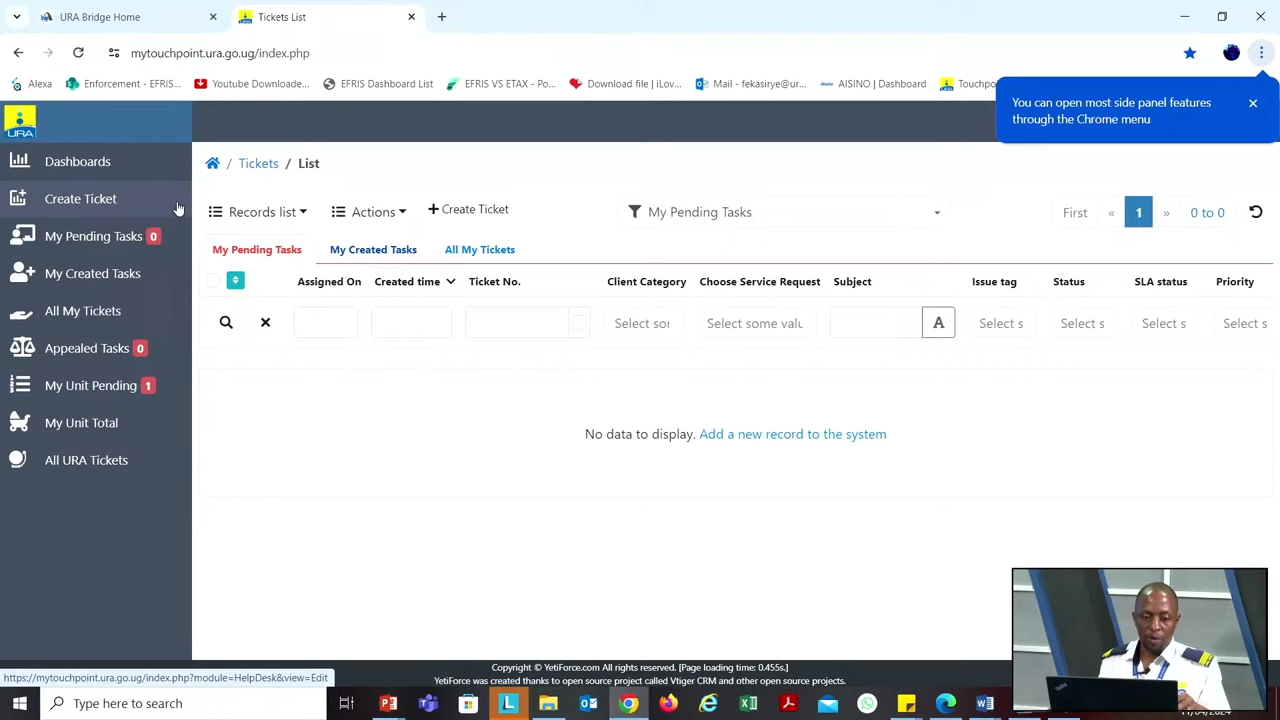 URA Bridge Home
Tickets List
mytouchpoint.ura.go.ug/index.php
Alexa
Enforcement - EFRIS...
Youtube Downloade...
EFRIS Dashboard List
EFRIS VS ETAX - Po...
Download file | iLov...
Mail - fekasirye@ur...
AISINO | Dashboard
Touchpo
You can open most side panel features
through the Chrome menu
URA
Dashboards
Create Ticket
My Pending Tasks 0
My Created Tasks
All My Tickets
Appealed Tasks 0
My Unit Pending 1
My Unit Total
All URA Tickets
/ Tickets / List
Records list
Actions
+ Create Ticket
My Pending Tasks
First « 1 » 0 to 0
My Pending Tasks My Created Tasks All My Tickets
Assigned On Created time Ticket No. Client Category Choose Service Request Subject Issue tag Status SLA status Priority
Select sor Select some valu A Select s Select s Select s Select s
No data to display. Add a new record to the system
Copyright © YetiForce.com All rights reserved. [Page loading time: 0.455s.]
YetiForce was created thanks to open source project called Vtiger CRM and other open source projects.
https://mytouchpoint.ura.go.ug/index.php?module=HelpDesk&view=Edit
Type here to search